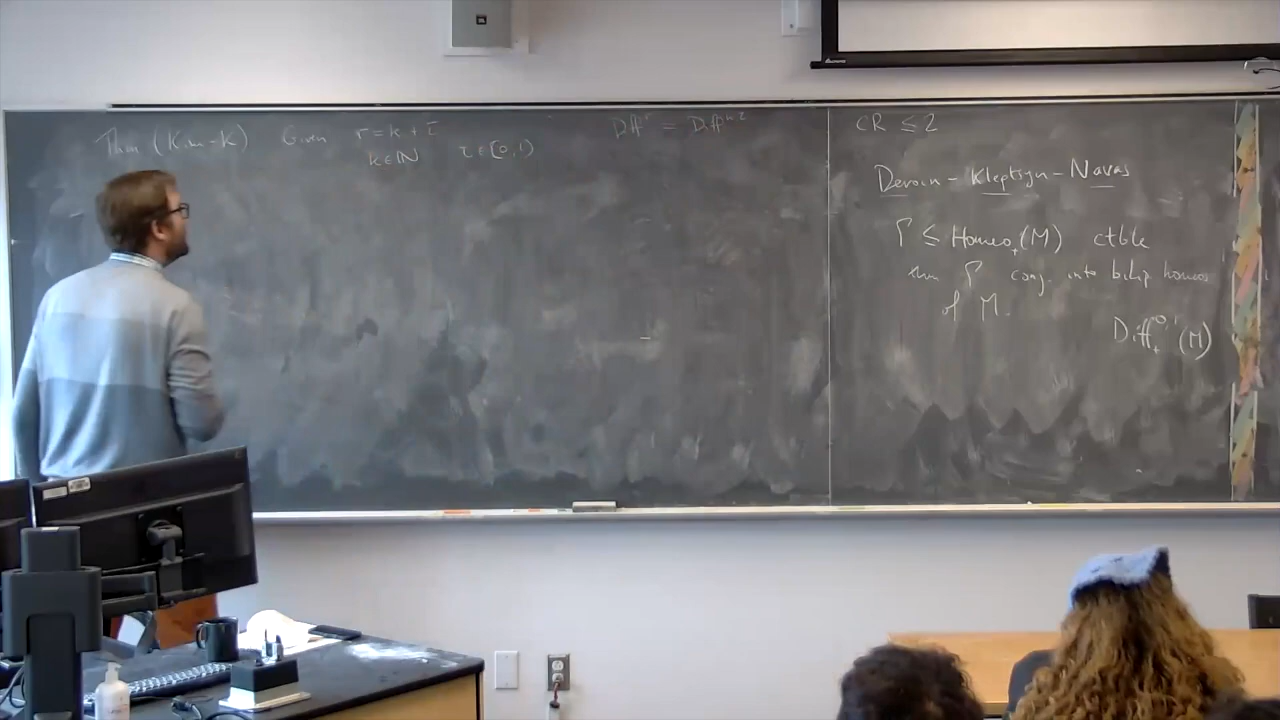 Thm (Kim-K) Given r = k + τ
k ∈ ℕ τ ∈ [0,1)
Diff^r = Diff^{k,τ}
CR ≤ 2
Deroin - Kleptsyn - Navas
Γ ≤ Homeo₊(M) ctble
then Γ conj. into bilip homeos
of M.
Diff₊^{0,1}(M)